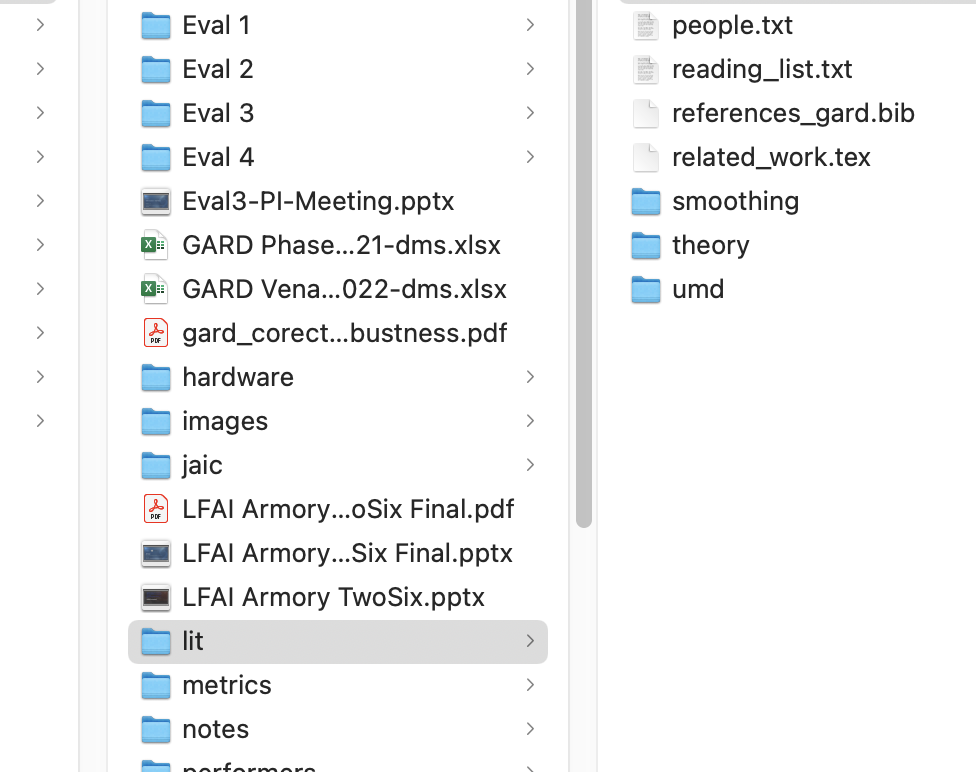 Eval 1
Eval 2
Eval 3
Eval 4
Eval3-PI-Meeting.pptx
GARD Phase...21-dms.xlsx
GARD Vena...022-dms.xlsx
gard_corect...bustness.pdf
hardware
images
jaic
LFAI Armory...oSix Final.pdf
LFAI Armory...Six Final.pptx
LFAI Armory TwoSix.pptx
lit
metrics
notes
performers
people.txt
reading_list.txt
references_gard.bib
related_work.tex
smoothing
theory
umd